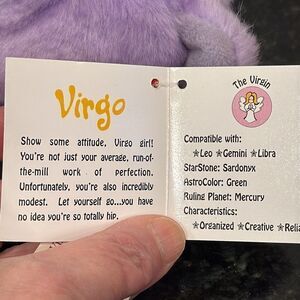 Virgo
Show some attitude, Virgo girl!
You're not just your average, run-of-
the-mill work of perfection.
Unfortunately, you're also incredibly
modest. Let yourself go...you have
no idea you're so totally hip.
The Virgin
Compatible with:
★Leo ★Gemini ★Libra
StarStone: Sardonyx
AstroColor: Green
Ruling Planet: Mercury
Characteristics:
★Organized ★Creative ★Relia